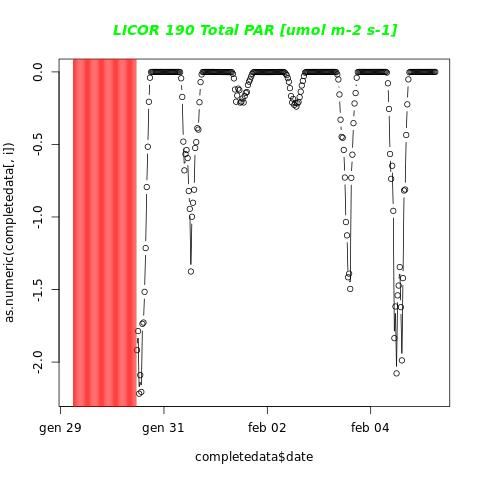 LICOR 190 Total PAR [umol m-2 s-1]
0.0
-0.5
-1.0
-1.5
-2.0
as.numeric(completedata[, i])
gen 29 gen 31 feb 02 feb 04
completedata$date